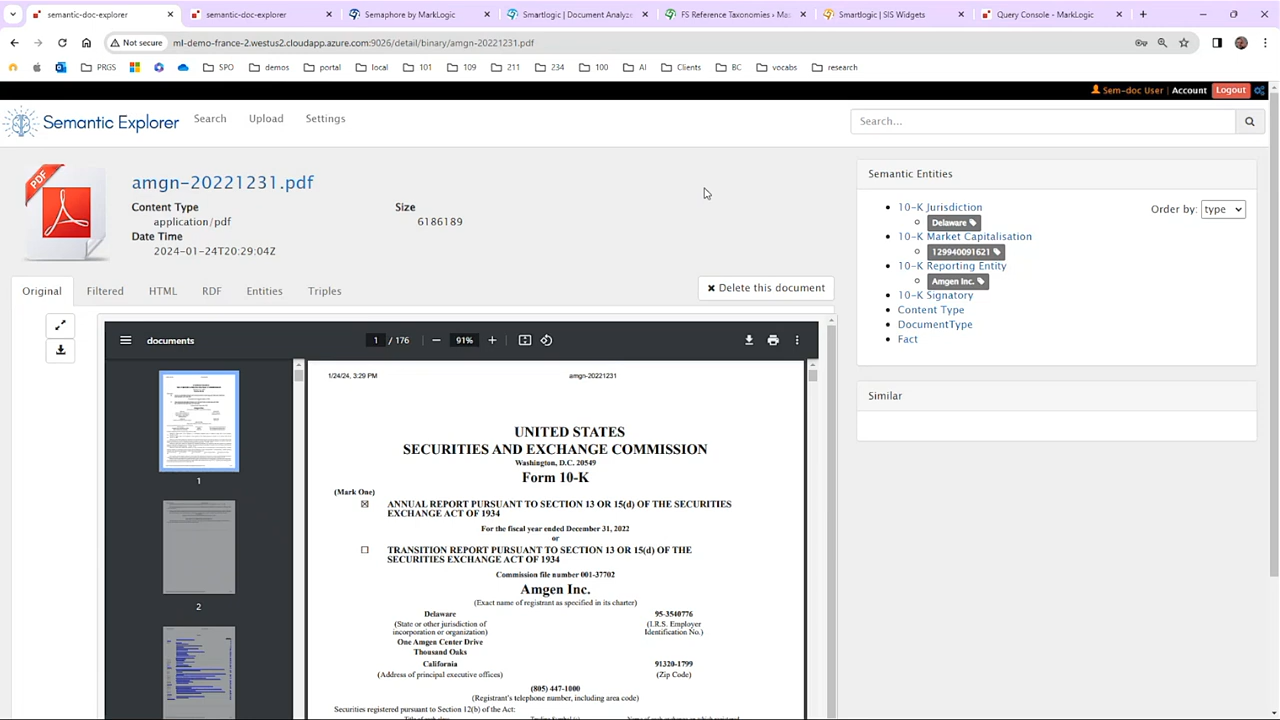 semantic-doc-explorer
semantic-doc-explorer
Semaphore by MarkLogic
Smartlogic | Document Analyze
FS Reference Taxonomies › Ma
Smartlogic | SIS Widgets
Query Console - MarkLogic
Not secure
ml-demo-france-2.westus2.cloudapp.azure.com:9026/detail/binary/amgn-20221231.pdf
PRGS SPO demos portal local 101 109 211 234 100 AI Clients BC vocabs research
Sem-doc User Account Logout
Semantic Explorer
Search Upload Settings
Search...
PDF
amgn-20221231.pdf
Content Type
application/pdf
Size
6186189
Date Time
2024-01-24T20:29:04Z
Original Filtered HTML RDF Entities Triples
Delete this document
documents
1 / 176
91%
1
2
1/24/24, 3:29 PM
amgn-20221231
UNITED STATES
SECURITIES AND EXCHANGE COMMISSION
Washington, D.C. 20549
Form 10-K
(Mark One)
☒ ANNUAL REPORT PURSUANT TO SECTION 13 OR 15(d) OF THE SECURITIES
EXCHANGE ACT OF 1934
For the fiscal year ended December 31, 2022
or
☐ TRANSITION REPORT PURSUANT TO SECTION 13 OR 15(d) OF THE
SECURITIES EXCHANGE ACT OF 1934
Commission file number 001-37702
Amgen Inc.
(Exact name of registrant as specified in its charter)
Delaware 95-3540776
(State or other jurisdiction of (I.R.S. Employer
incorporation or organization) Identification No.)
One Amgen Center Drive
Thousand Oaks
California 91320-1799
(Address of principal executive offices) (Zip Code)
(805) 447-1000
(Registrant's telephone number, including area code)
Securities registered pursuant to Section 12(b) of the Act:
Semantic Entities
Order by: type
10-K Jurisdiction
Delaware
10-K Market Capitalisation
129940091621
10-K Reporting Entity
Amgen Inc.
10-K Signatory
Content Type
DocumentType
Fact
Similar